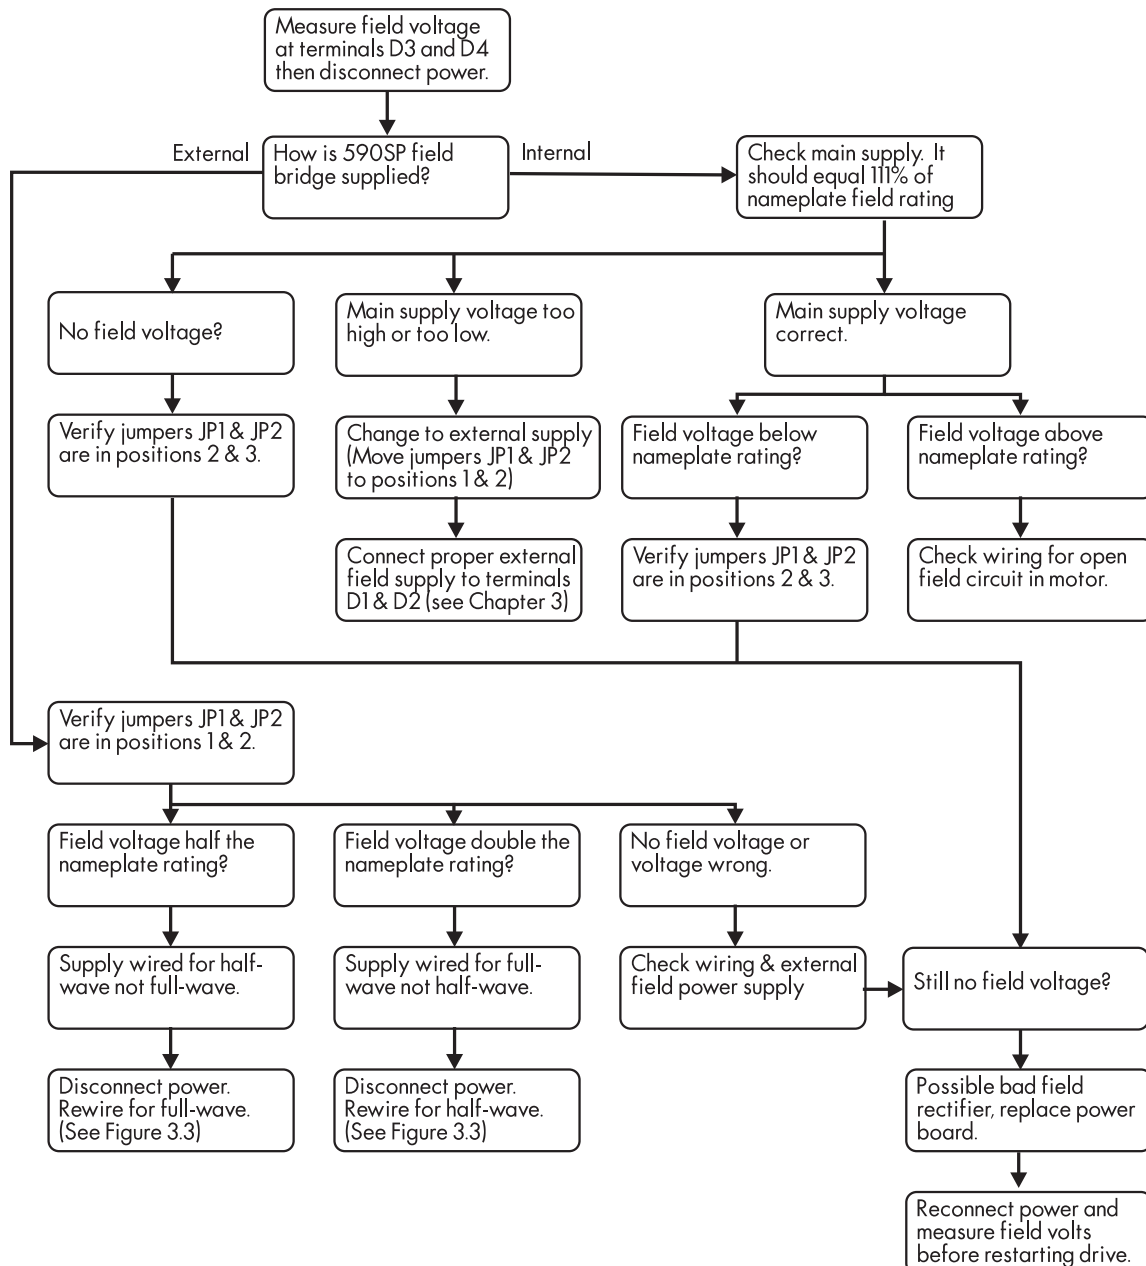 Measure field voltage
at terminals D3 and D4
then disconnect power.
External
How is 590SP field
bridge supplied?
Internal
Check main supply. It
should equal 111% of
nameplate field rating
No field voltage?
Main supply voltage too
high or too low.
Main supply voltage
correct.
Verify jumpers JP1 & JP2
are in positions 2 & 3.
Change to external supply
(Move jumpers JP1 & JP2
to positions 1 & 2)
Field voltage below
nameplate rating?
Field voltage above
nameplate rating?
Connect proper external
field supply to terminals
D1 & D2 (see Chapter 3)
Verify jumpers JP1 & JP2
are in positions 2 & 3.
Check wiring for open
field circuit in motor.
Verify jumpers JP1 & JP2
are in positions 1 & 2.
Field voltage half the
nameplate rating?
Field voltage double the
nameplate rating?
No field voltage or
voltage wrong.
Supply wired for half-
wave not full-wave.
Supply wired for full-
wave not half-wave.
Check wiring & external
field power supply
Still no field voltage?
Disconnect power.
Rewire for full-wave.
(See Figure 3.3)
Disconnect power.
Rewire for half-wave.
(See Figure 3.3)
Possible bad field
rectifier, replace power
board.
Reconnect power and
measure field volts
before restarting drive.